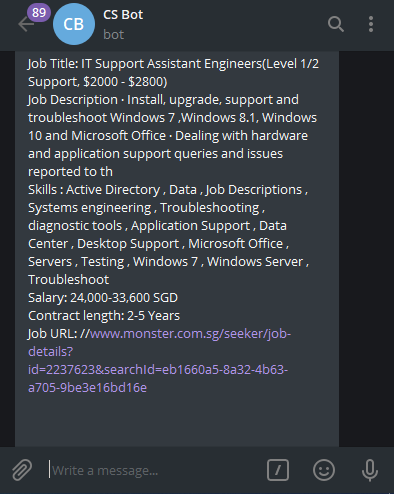 89
CB
CS Bot
bot
Job Title: IT Support Assistant Engineers(Level 1/2
Support, $2000 - $2800)
Job Description · Install, upgrade, support and
troubleshoot Windows 7 ,Windows 8.1, Windows
10 and Microsoft Office · Dealing with hardware
and application support queries and issues
reported to th
Skills : Active Directory , Data , Job Descriptions ,
Systems engineering , Troubleshooting ,
diagnostic tools , Application Support , Data
Center , Desktop Support , Microsoft Office ,
Servers , Testing , Windows 7 , Windows Server ,
Troubleshoot
Salary: 24,000-33,600 SGD
Contract length: 2-5 Years
Job URL: //www.monster.com.sg/seeker/job-
details?
id=2237623&searchId=eb1660a5-8a32-4b63-
a705-9be3e16bd16e
Write a message...